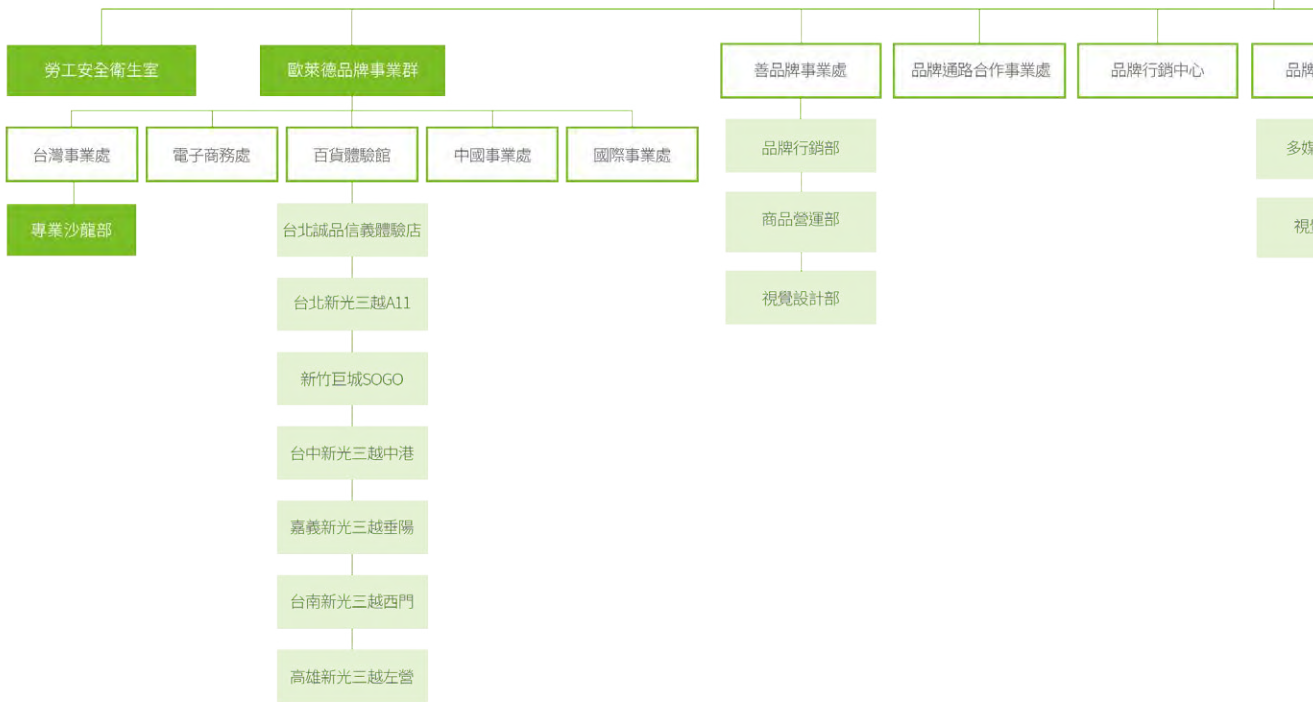 勞工安全衛生室
歐萊德品牌事業群
善品牌事業處
品牌通路合作事業處
品牌行銷中心
品牌
台灣事業處
電子商務處
百貨體驗館
中國事業處
國際事業處
品牌行銷部
多媒
專業沙龍部
台北誠品信義體驗店
商品營運部
視覺
台北新光三越A11
視覺設計部
新竹巨城SOGO
台中新光三越中港
嘉義新光三越垂陽
台南新光三越西門
高雄新光三越左營